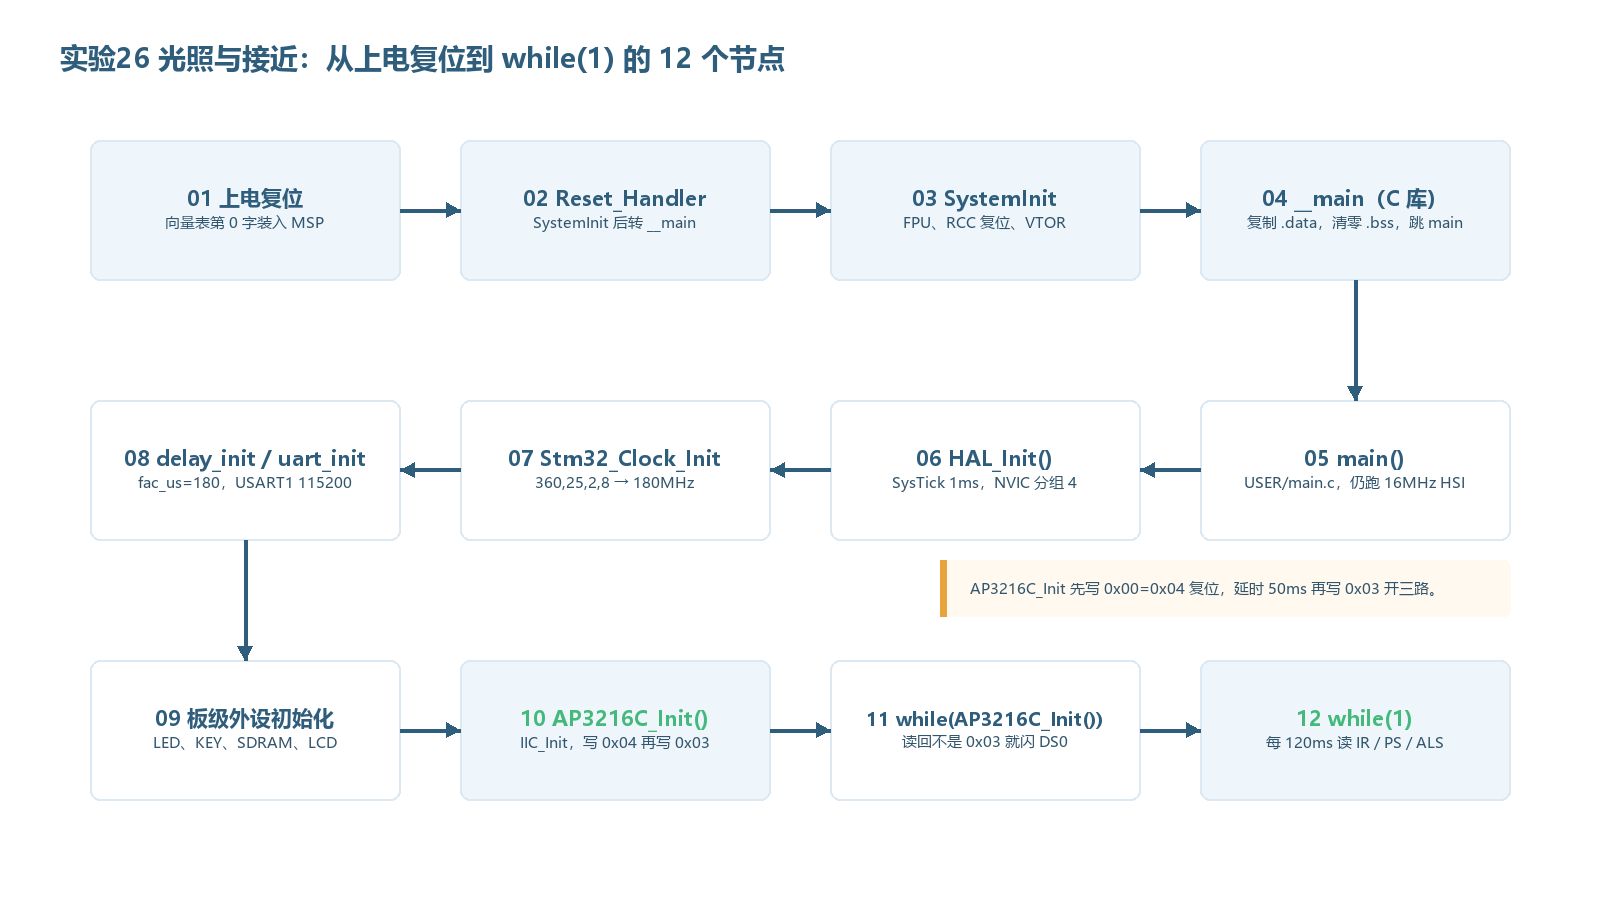 实验26 光照与接近：从上电复位到 while(1) 的 12 个节点
01 上电复位
向量表第 0 字装入 MSP
02 Reset_Handler
SystemInit 后转 __main
03 SystemInit
FPU、RCC 复位、VTOR
04 __main（C 库）
复制 .data，清零 .bss，跳 main
05 main()
USER/main.c，仍跑 16MHz HSI
06 HAL_Init()
SysTick 1ms，NVIC 分组 4
07 Stm32_Clock_Init
360,25,2,8 → 180MHz
08 delay_init / uart_init
fac_us=180，USART1 115200
AP3216C_Init 先写 0x00=0x04 复位，延时 50ms 再写 0x03 开三路。
09 板级外设初始化
LED、KEY、SDRAM、LCD
10 AP3216C_Init()
IIC_Init，写 0x04 再写 0x03
11 while(AP3216C_Init())
读回不是 0x03 就闪 DS0
12 while(1)
每 120ms 读 IR / PS / ALS